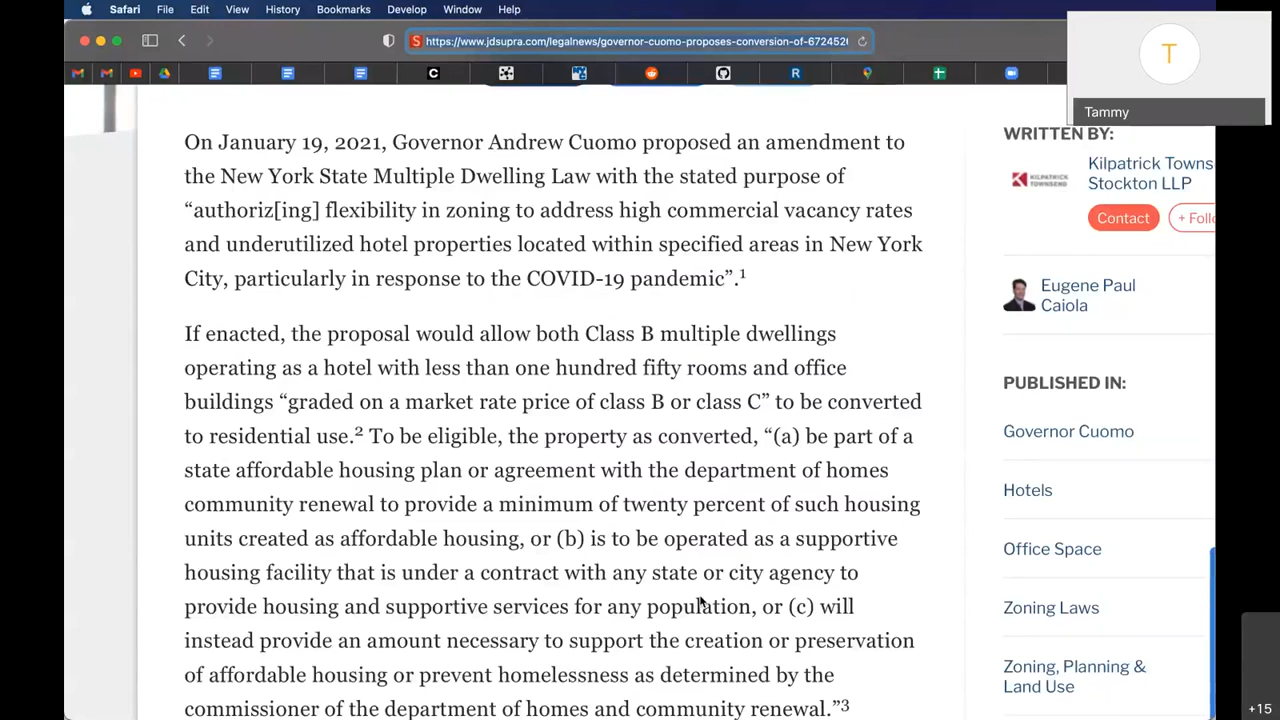 Safari File Edit View History Bookmarks Develop Window Help
https://www.jdsupra.com/legalnews/governor-cuomo-proposes-conversion-of-6724526
T
Tammy
On January 19, 2021, Governor Andrew Cuomo proposed an amendment to
the New York State Multiple Dwelling Law with the stated purpose of
“authoriz[ing] flexibility in zoning to address high commercial vacancy rates
and underutilized hotel properties located within specified areas in New York
City, particularly in response to the COVID-19 pandemic”.1
If enacted, the proposal would allow both Class B multiple dwellings
operating as a hotel with less than one hundred fifty rooms and office
buildings “graded on a market rate price of class B or class C” to be converted
to residential use.2 To be eligible, the property as converted, “(a) be part of a
state affordable housing plan or agreement with the department of homes
community renewal to provide a minimum of twenty percent of such housing
units created as affordable housing, or (b) is to be operated as a supportive
housing facility that is under a contract with any state or city agency to
provide housing and supportive services for any population, or (c) will
instead provide an amount necessary to support the creation or preservation
of affordable housing or prevent homelessness as determined by the
commissioner of the department of homes and community renewal.”3
WRITTEN BY:
KILPATRICK
TOWNSEND
Kilpatrick Towns
Stockton LLP
Contact
+ Follo
Eugene Paul
Caiola
PUBLISHED IN:
Governor Cuomo
Hotels
Office Space
Zoning Laws
Zoning, Planning &
Land Use
+15